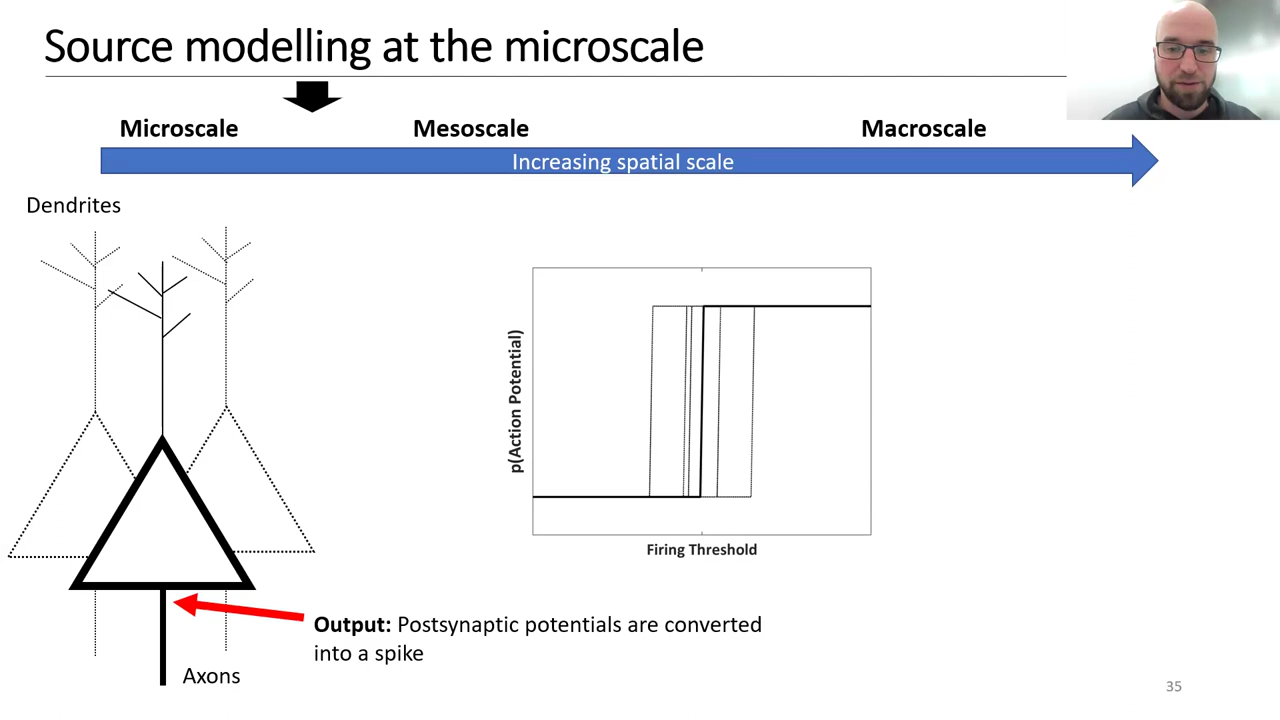 Source modelling at the microscale
Microscale
Mesoscale
Macroscale
Increasing spatial scale
Dendrites
p(Action Potential)
Firing Threshold
Output: Postsynaptic potentials are converted
into a spike
Axons
35